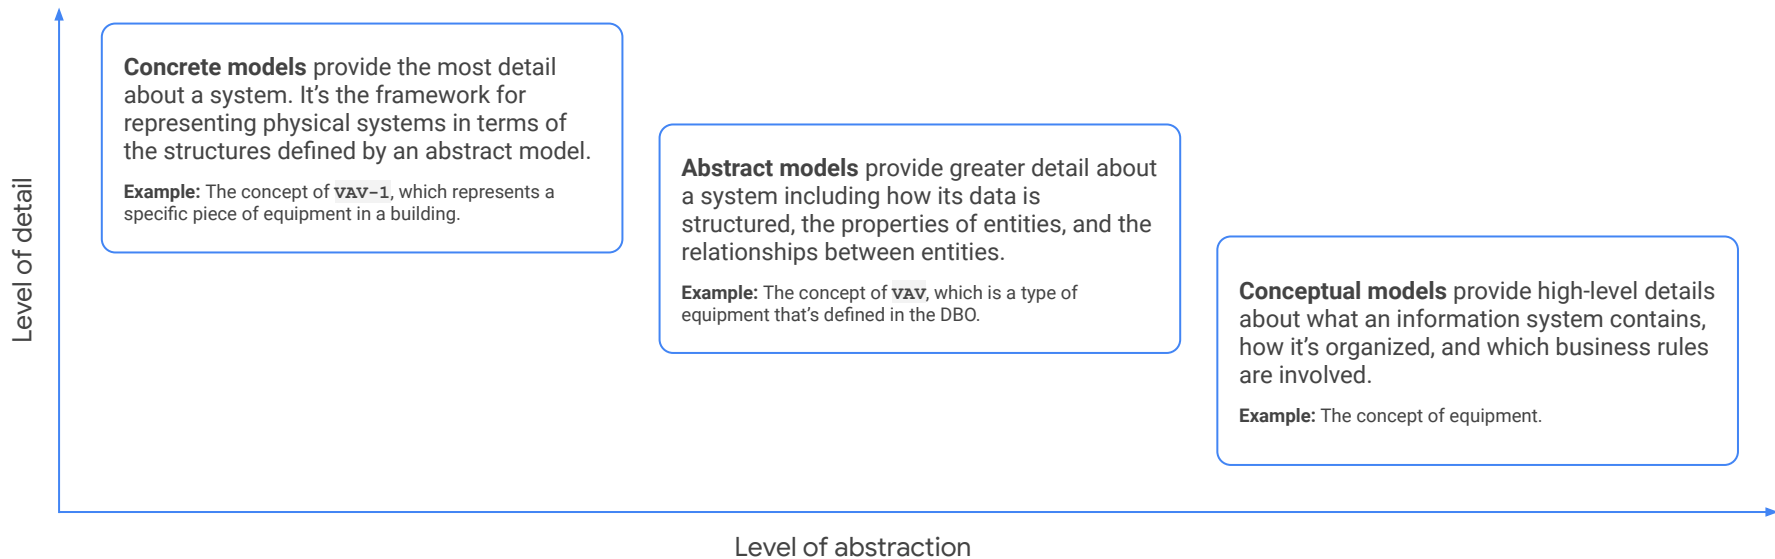 Level of detail
Concrete models provide the most detail
about a system. It’s the framework for
representing physical systems in terms of
the structures defined by an abstract model.
Example: The concept of VAV-1, which represents a
specific piece of equipment in a building.
Abstract models provide greater detail about
a system including how its data is
structured, the properties of entities, and the
relationships between entities.
Example: The concept of VAV, which is a type of
equipment that’s defined in the DBO.
Conceptual models provide high-level details
about what an information system contains,
how it’s organized, and which business rules
are involved.
Example: The concept of equipment.
Level of abstraction